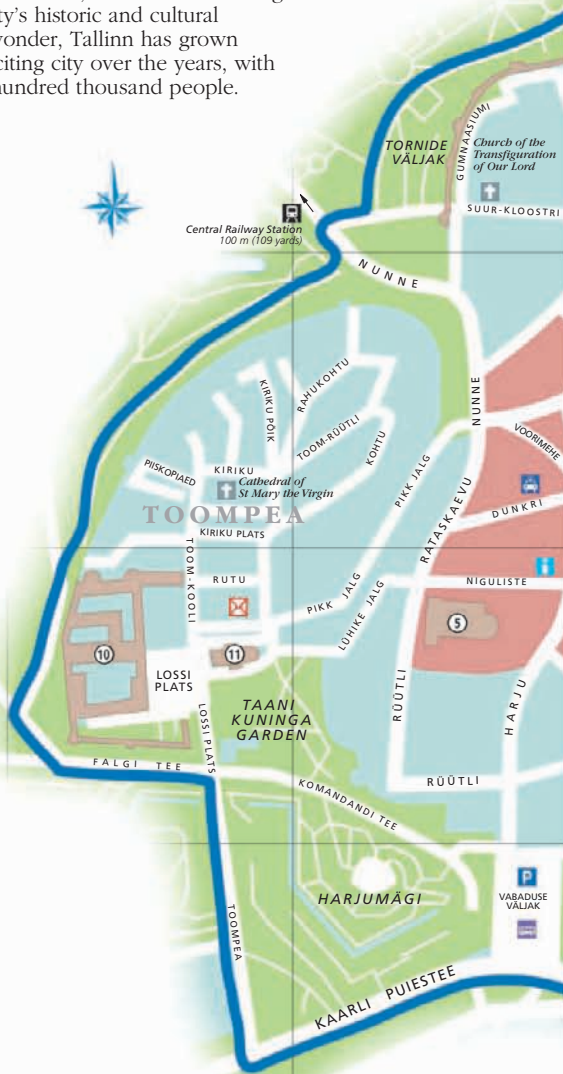 ty's historic and cultural
wonder, Tallinn has grown
citing city over the years, with
hundred thousand people.
TORNIDE
VÄLJAK
GUMNAASIUMI
Church of the
Transfiguration
of Our Lord
SUUR-KLOOSTRI
Central Railway Station
100 m (109 yards)
NUNNE
NUNNE
VOORIMEHE
DUNKRI
RATASKAEVU
KIRIKU PÕIK
RAHUKOHTU
TOOM-RÜÜTLI
KOHTU
PIKK JALG
PIISKOPIAED
KIRIKU
Cathedral of
St Mary the Virgin
TOOMPEA
KIRIKU PLATS
TOOM-KOOLI
RUTU
PIKK JALG
LÜHIKE JALG
NIGULISTE
5
10
11
LOSSI
PLATS
TAANI
KUNINGA
GARDEN
LOSSI PLATS
RÜÜTLI
HARJU
FALGI TEE
RÜÜTLI
KOMANDANDI TEE
HARJUMÄGI
P
VABADUSE
VÄLJAK
TOOMPEA
KAARLI PUIESTEE